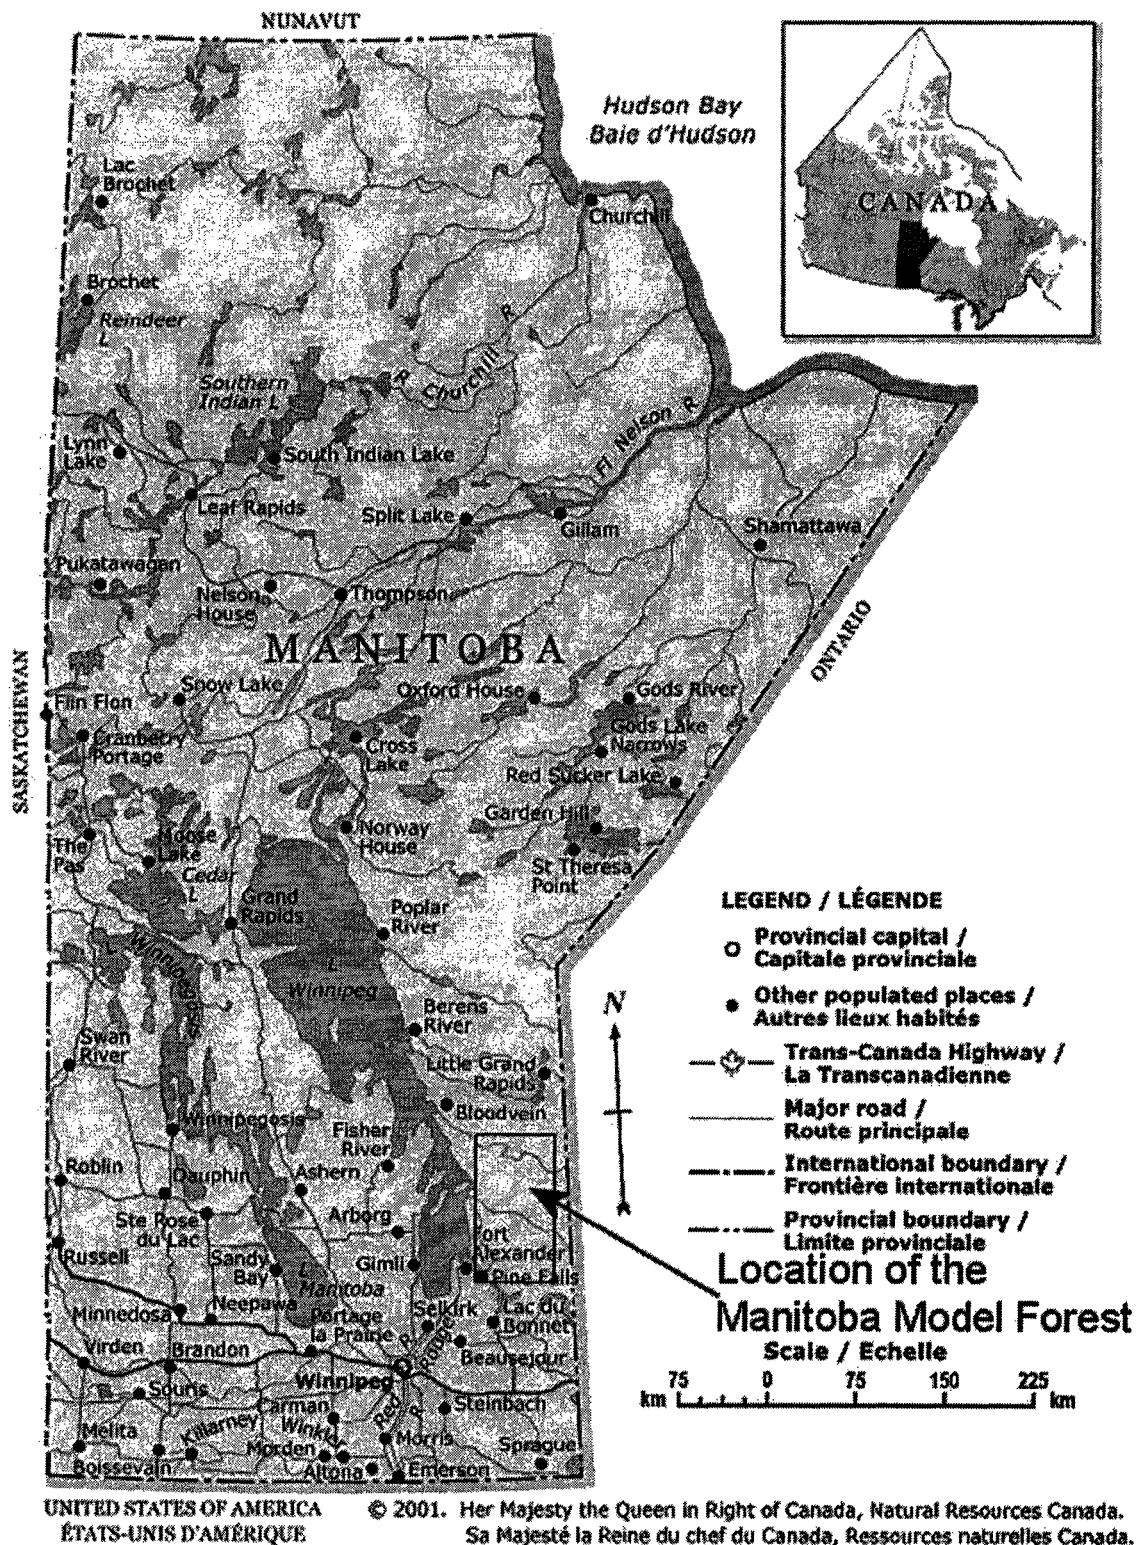 NUNAVUT
Hudson Bay
Baie d'Hudson
CANADA
Lac
Brochet
Churchill
Brochet
Reindeer
L
Southern
Indian L
R Churchill R
Lynn
Lake
South Indian Lake
Nelson R
Leaf Rapids
Split Lake
Gillam
Shamattawa
Pukatawagan
Nelson
House
Thompson
MANITOBA
ONTARIO
SASKATCHEWAN
Snow Lake
Oxford House
Gods River
Flin Flon
Gods Lake
Narrows
Cranberry
Portage
Cross
Lake
Red Sucker Lake
Garden Hill
The
Pas
Moose
Lake
Norway
House
St Theresa
Point
Cedar
L
Grand
Rapids
Poplar
River
L Winnipegosis
L
Winnipeg
Berens
River
Swan
River
Little Grand
Rapids
Bloodvein
Winnipegosis
Fisher
River
Roblin
Dauphin
Ashern
Ste Rose
du Lac
Arborg
Fort
Alexander
Russell
Sandy
Bay
Gimli
Pine Falls
L
Manitoba
Minnedosa
Neepawa
Portage
la Prairie
Selkirk
Lac du
Bonnet
Virden
Brandon
R
Rouge
Beausejour
Winnipeg
Souris
Carman
Red R
Steinbach
Winkler
Melita
Killarney
Morden
Morris
Sprague
Boissevain
Altona
Emerson
LEGEND / LÉGENDE
Provincial capital /
Capitale provinciale
Other populated places /
Autres lieux habités
Trans-Canada Highway /
La Transcanadienne
Major road /
Route principale
International boundary /
Frontière internationale
Provincial boundary /
Limite provinciale
N
Location of the
Manitoba Model Forest
Scale / Echelle
75 0 75 150 225
km km
UNITED STATES OF AMERICA
ÉTATS-UNIS D'AMÉRIQUE
© 2001. Her Majesty the Queen in Right of Canada, Natural Resources Canada.
Sa Majesté la Reine du chef du Canada, Ressources naturelles Canada.